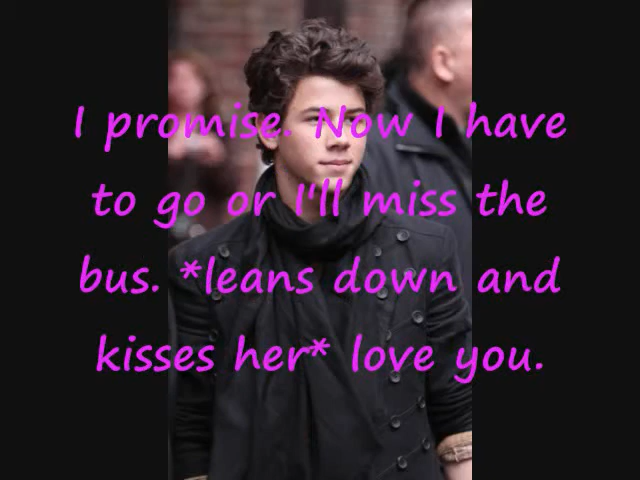 I promise. Now I have
to go or I'll miss the
bus. *leans down and
kisses her* love you.